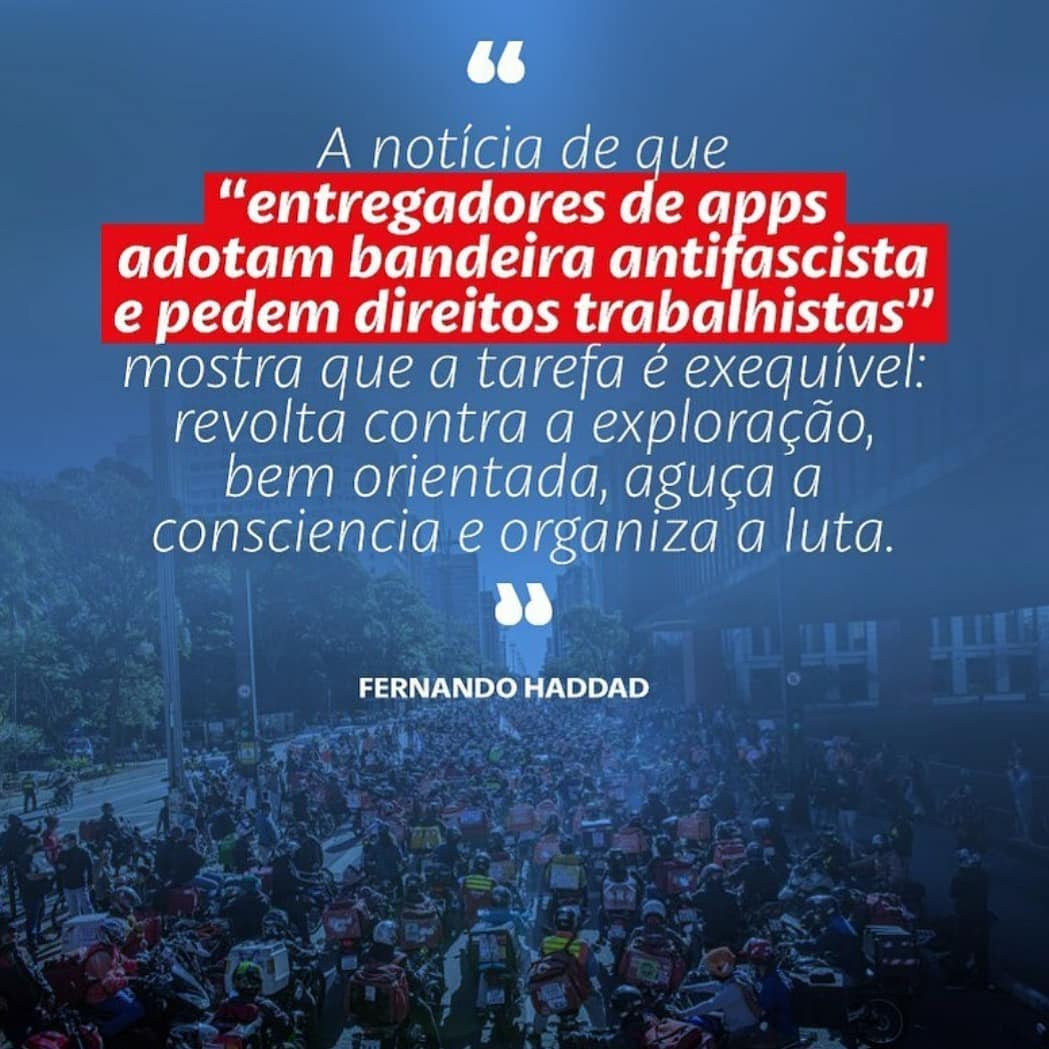 “
A notícia de que
“entregadores de apps
adotam bandeira antifascista
e pedem direitos trabalhistas”
mostra que a tarefa é exequível:
revolta contra a exploração,
bem orientada, aguça a
consciencia e organiza a luta.
”
FERNANDO HADDAD